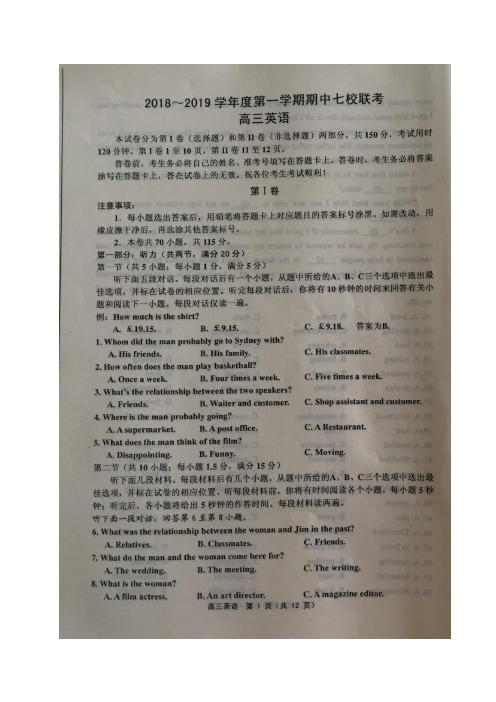 2018～2019 学年度第一学期期中七校联考
高三英语
本试卷分为第 I 卷（选择题）和第 II 卷（非选择题）两部分，共 150 分，考试用时
120 分钟。第 I 卷 1 至 10 页，第 II 卷 11 至 12 页。
答卷前，考生务必将自己的姓名、准考号填写在答题卡上。答卷时，考生务必将答案
涂写在答题卡上，答在试卷上的无效。祝各位考生考试顺利！
第 I 卷
注意事项：
1．每小题选出答案后，用铅笔将答题卡上对应题目的答案标号涂黑。如需改动，用
橡皮擦干净后，再选涂其他答案标号。
2．本卷共 70 小题，共 115 分。
第一部分：听力（共两节，满分 20 分）
第一节（共 5 小题；每小题 1 分，满分 5 分）
听下面五段对话。每段对话后有一个小题，从题中所给的A、B、C三个选项中选出最
佳选项，并标在试卷的相应位置。听完每段对话后，你将有 10 秒钟的时间来回答有关小
题和阅读下一小题。每段对话仅读一遍。
例：How much is the shirt?
A. ￡19.15. B. ￡9.15. C. ￡9.18. 答案为B。
1. Whom did the man probably go to Sydney with?
A. His friends. B. His family. C. His classmates.
2. How often does the man play basketball?
A. Once a week. B. Four times a week. C. Five times a week.
3. What's the relationship between the two speakers?
A. Friends. B. Waiter and customer. C. Shop assistant and customer.
4. Where is the man probably going?
A. A supermarket. B. A post office. C. A Restaurant.
5. What does the man think of the film?
A. Disappointing. B. Funny. C. Moving.
第二节（共 10 小题；每小题 1.5 分，满分 15 分）
听下面几段材料。每段材料后有几个小题，从题中所给的A、B、C三个选项中选出最
佳选项，并标在试卷的相应位置。听每段材料前，你将有时间阅读各个小题，每小题 5 秒
钟；听完后，各小题将给出 5 秒钟的作答时间。每段材料读两遍。
听下面一段对话，回答第 6 至第 8 小题。
6. What was the relationship between the woman and Jim in the past?
A. Relatives. B. Classmates. C. Friends.
7. What do the man and the woman come here for?
A. The wedding. B. The meeting. C. The writing.
8. What is the woman?
A. A film actress. B. An art director. C. A magazine editor.
高三英语 第 1 页（共 12 页）